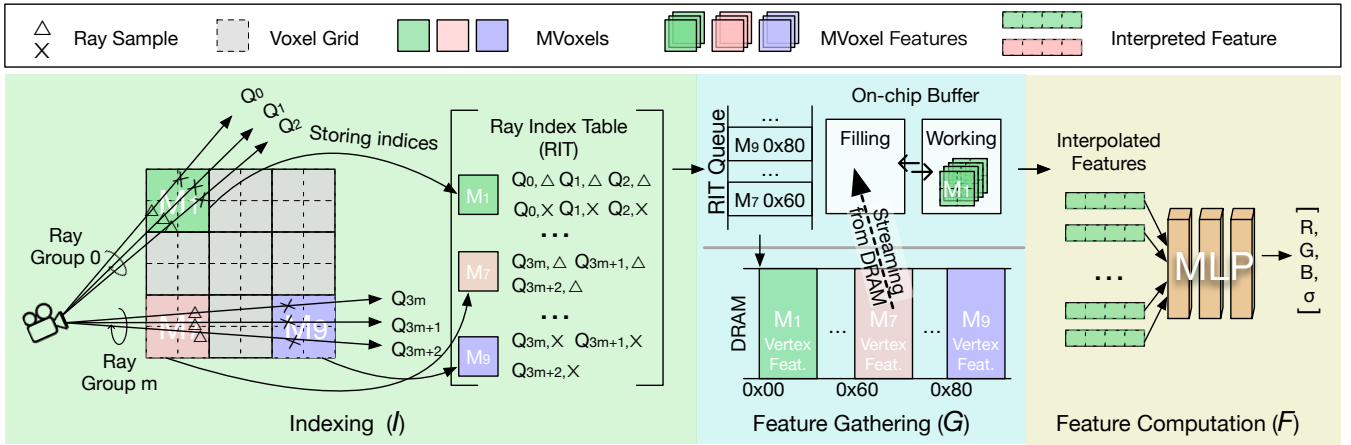 Ray Sample
Voxel Grid
MVoxels
MVoxel Features
Interpreted Feature
Q⁰
Q¹
Q²
Storing indices
M₁
Ray
Group 0
M₇
M₉
Ray
Group m
Q₃ₘ
Q₃ₘ₊₁
Q₃ₘ₊₂
Ray Index Table
(RIT)
M₁
Q₀,△ Q₁,△ Q₂,△
Q₀,X Q₁,X Q₂,X
...
M₇
Q₃ₘ,△ Q₃ₘ₊₁,△
Q₃ₘ₊₂,△
...
M₉
Q₃ₘ,X Q₃ₘ₊₁,X
Q₃ₘ₊₂,X
Indexing (I)
RIT Queue
...
M₉ 0x80
...
M₇ 0x60
On-chip Buffer
Filling
Working
M₁
Streaming
from DRAM
DRAM
M₁
Vertex
Feat.
...
M₇
Vertex
Feat.
...
M₉
Vertex
Feat.
0x00
0x60
0x80
Feature Gathering (G)
Interpolated
Features
...
MLP
[
R,
G,
B,
σ
]
Feature Computation (F)